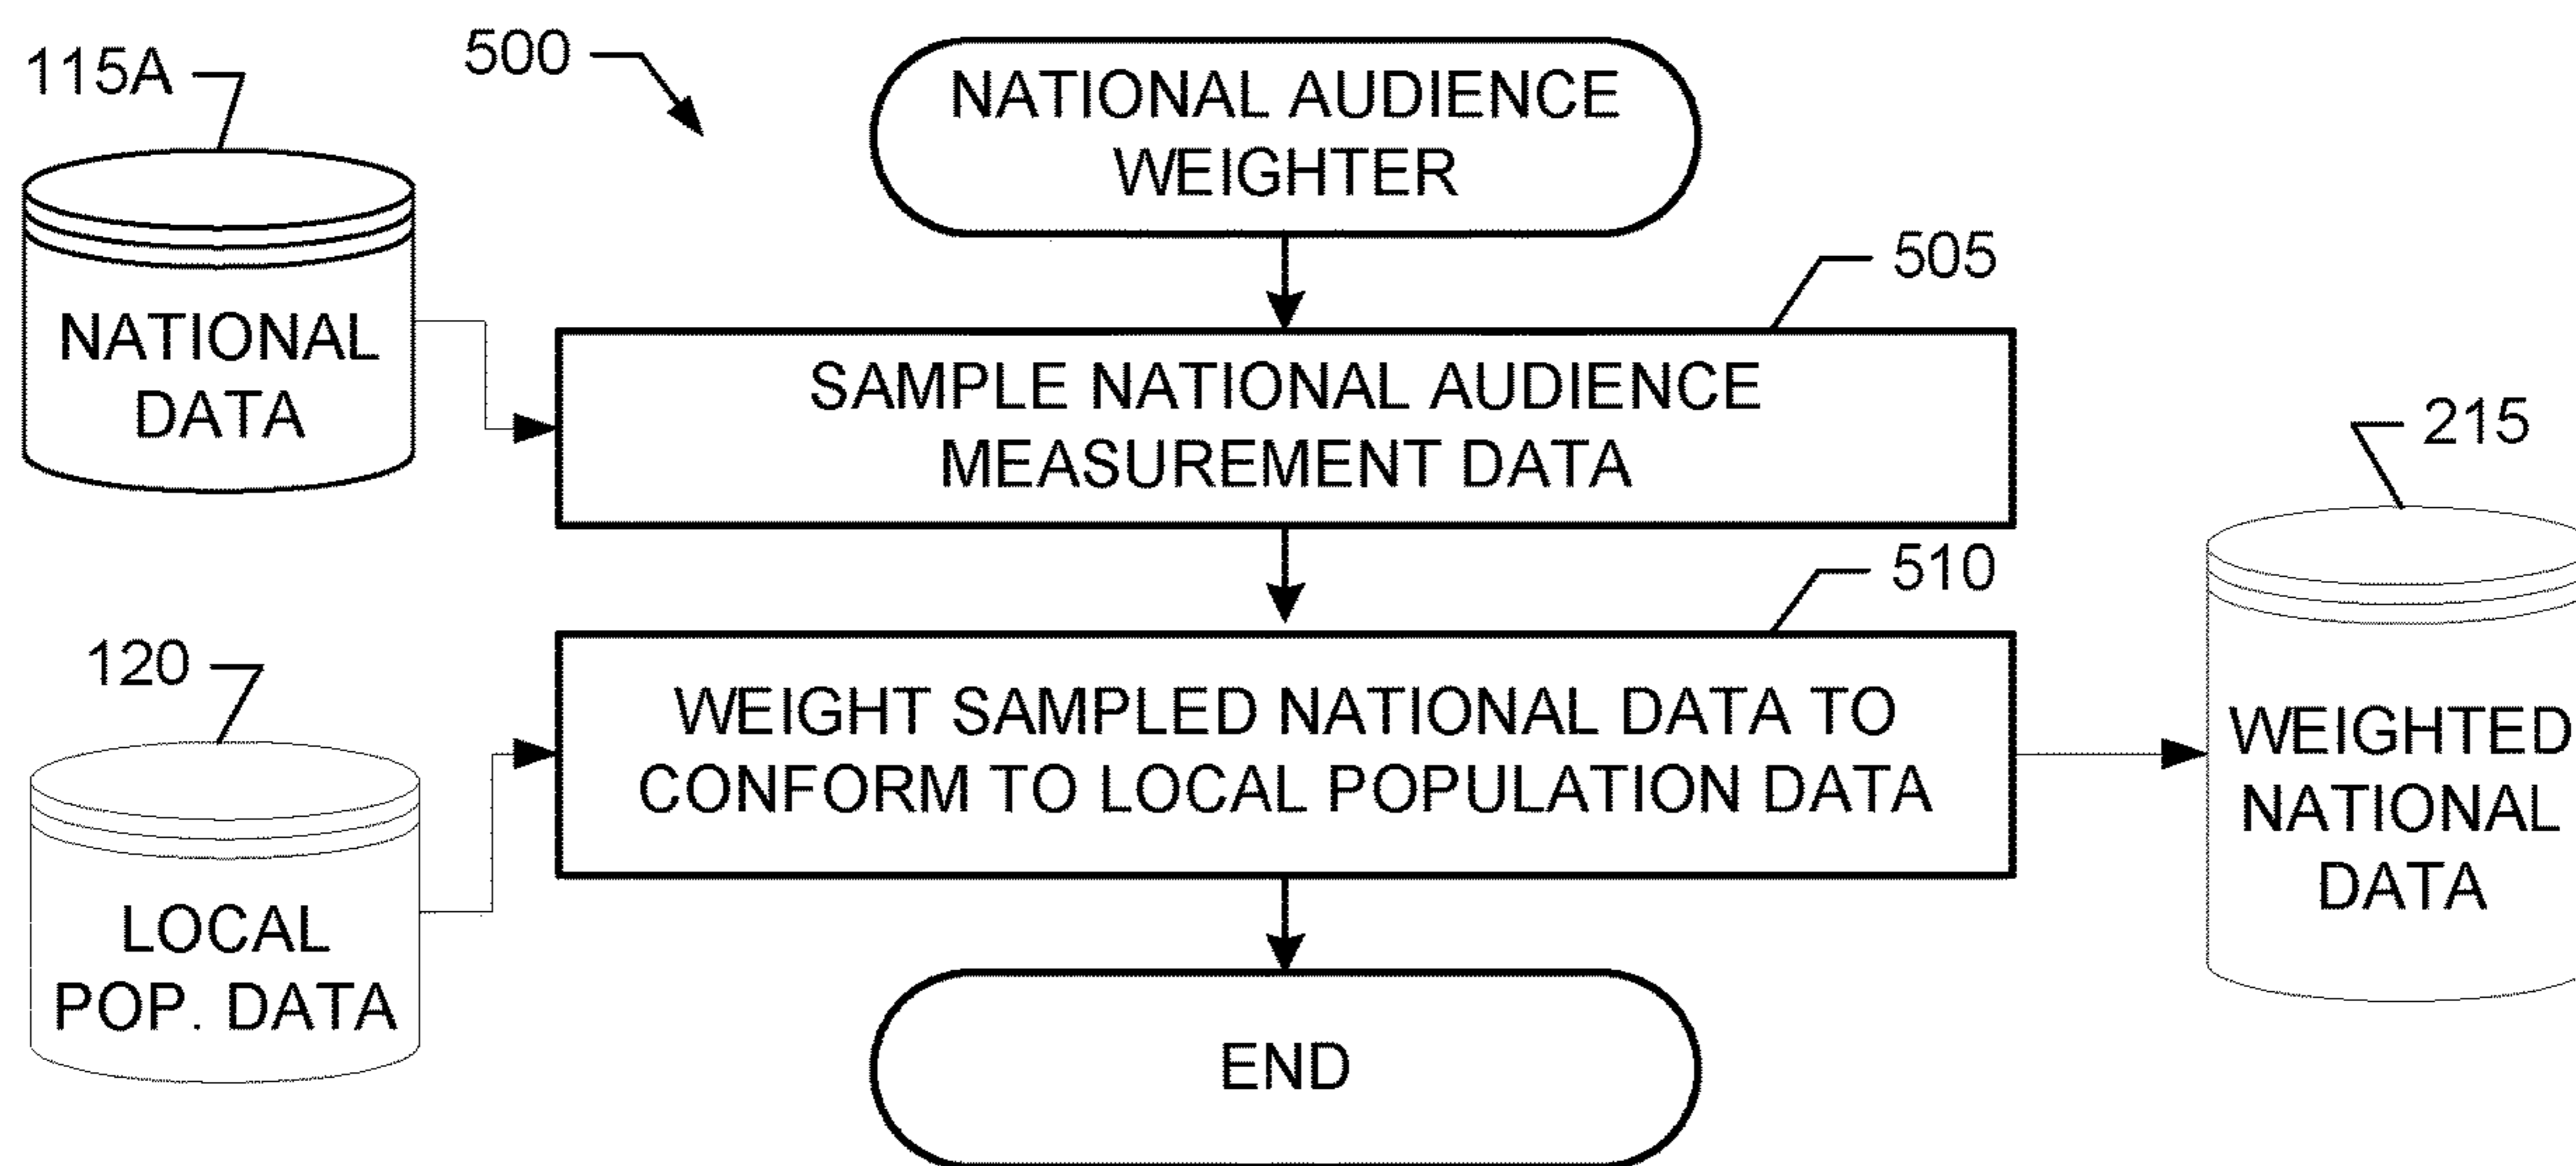 115A
500
NATIONAL AUDIENCE
WEIGHTER
NATIONAL
DATA
505
SAMPLE NATIONAL AUDIENCE
MEASUREMENT DATA
215
510
120
WEIGHT SAMPLED NATIONAL DATA TO
CONFORM TO LOCAL POPULATION DATA
WEIGHTED
NATIONAL
DATA
LOCAL
POP. DATA
END